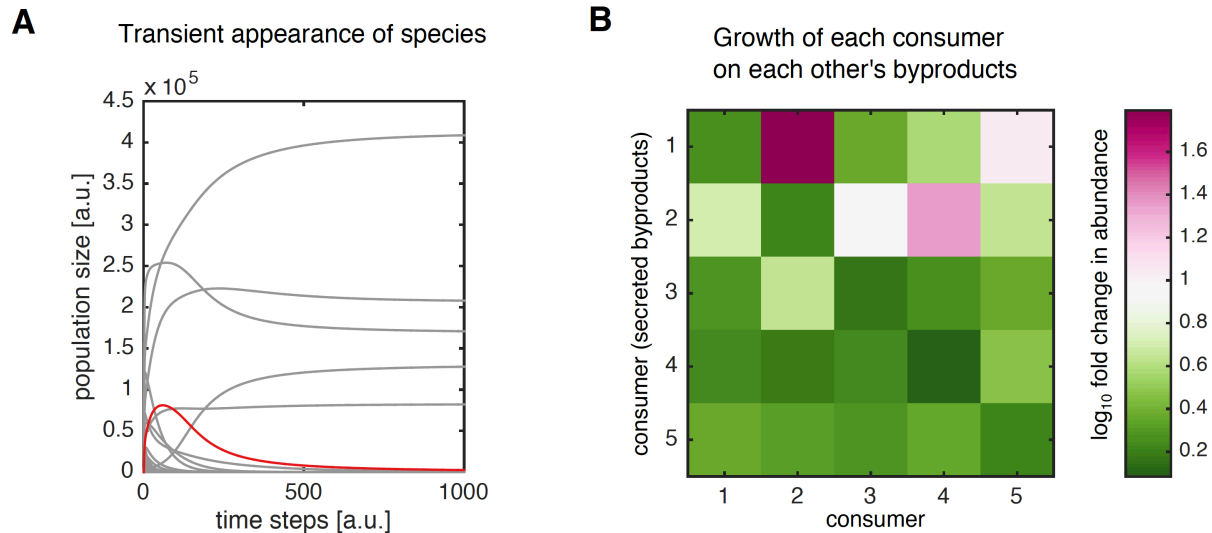 A
Transient appearance of species
× 10^5
4.5
4
3.5
3
2.5
2
1.5
1
0.5
0
population size [a.u.]
0 500 1000
time steps [a.u.]
B
Growth of each consumer
on each other's byproducts
consumer (secreted byproducts)
1
2
3
4
5
1 2 3 4 5
consumer
log₁₀ fold change in abundance
1.6
1.4
1.2
1
0.8
0.6
0.4
0.2